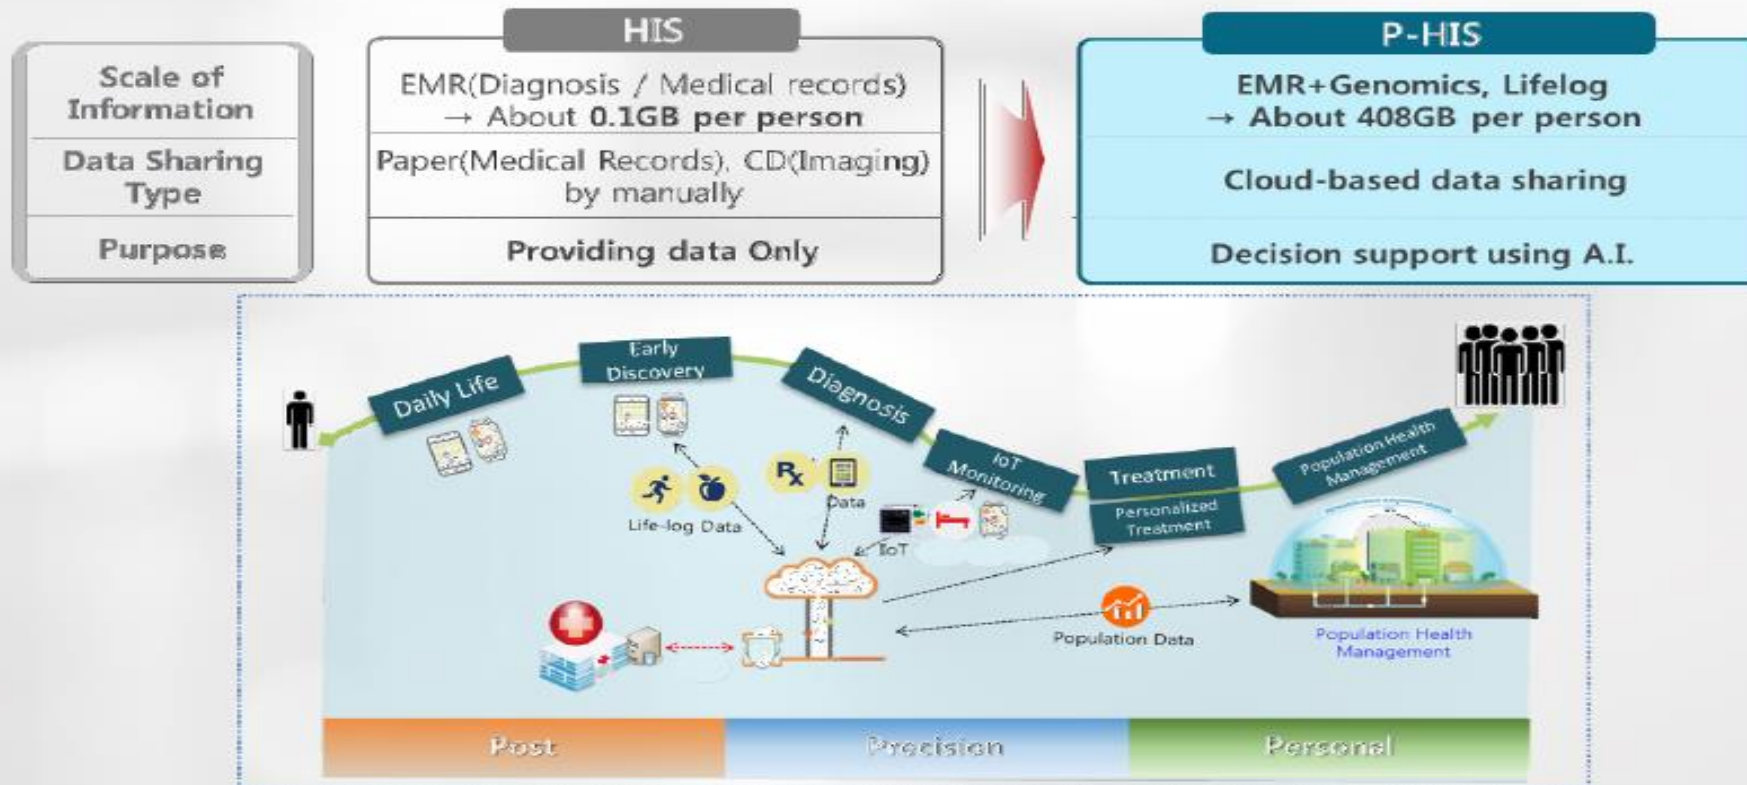 HIS
P-HIS
Scale of
Information
EMR(Diagnosis / Medical records)
→ About 0.1GB per person
EMR+Genomics, Lifelog
→ About 408GB per person
Data Sharing
Type
Paper(Medical Records), CD(Imaging)
by manually
Cloud-based data sharing
Purpose
Providing data Only
Decision support using A.I.
Daily Life
Early
Discovery
Diagnosis
IoT
Monitoring
Treatment
Personalized
Treatment
Population Health
Management
Rx
Data
Life-log Data
IoT
Population Data
Population Health
Management
Post
Precision
Personal